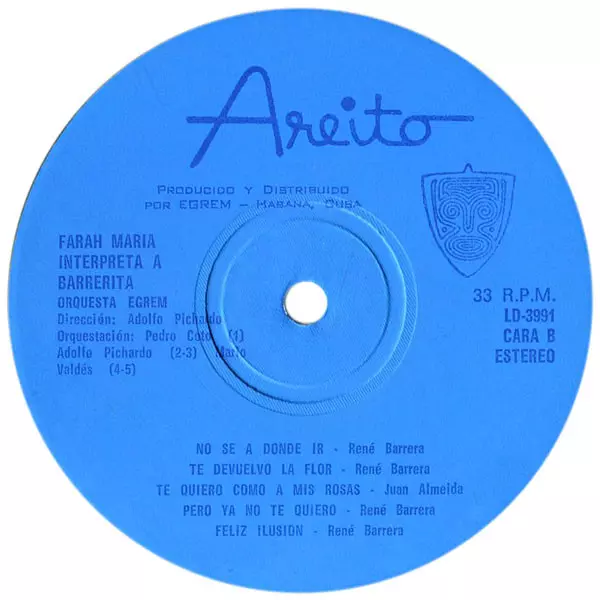 Areito
PRODUCIDO Y DISTRIBUIDO
POR EGREM - HABANA, CUBA
FARAH MARIA
INTERPRETA A
BARRERITA
ORQUESTA EGREM
Dirección: Adolfo Pichardo
Orquestación: Pedro Coto (1)
Adolfo Pichardo (2-3) Mario
Valdés (4-5)
33 R.P.M.
LD-3991
CARA B
ESTEREO
NO SE A DONDE IR - René Barrera
TE DEVUELVO LA FLOR - René Barrera
TE QUIERO COMO A MIS ROSAS - Juan Almeida
PERO YA NO TE QUIERO - René Barrera
FELIZ ILUSION - René Barrera